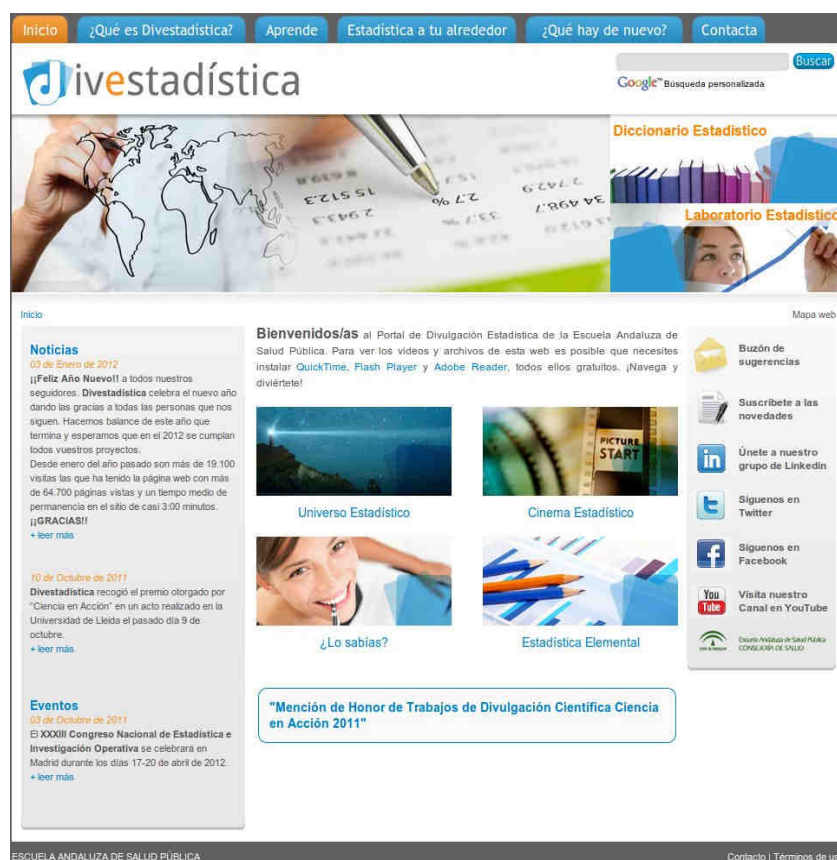 Inicio
¿Qué es Divestadística?
Aprende
Estadística a tu alrededor
¿Qué hay de nuevo?
Contacta
divestadística
Buscar
Google™ Búsqueda personalizada
Diccionario Estadístico
Laboratorio Estadístico
Inicio
Mapa web
Noticias
03 de Enero de 2012
¡¡Feliz Año Nuevo!! a todos nuestros
seguidores. Divestadística celebra el nuevo año
dando las gracias a todas las personas que nos
siguen. Hacemos balance de este año que
termina y esperamos que en el 2012 se cumplan
todos vuestros proyectos.
Desde enero del año pasado son más de 19.100
visitas las que ha tenido la página web con más
de 64.700 páginas vistas y un tiempo medio de
permanencia en el sitio de casi 3:00 minutos.
¡¡GRACIAS!!
+ leer más
10 de Octubre de 2011
Divestadística recogió el premio otorgado por
"Ciencia en Acción" en un acto realizado en la
Universidad de Lleida el pasado día 9 de
octubre.
+ leer más
Eventos
03 de Octubre de 2011
El XXXIII Congreso Nacional de Estadística e
Investigación Operativa se celebrará en
Madrid durante los días 17-20 de abril de 2012.
+ leer más
Bienvenidos/as al Portal de Divulgación Estadística de la Escuela Andaluza de
Salud Pública. Para ver los videos y archivos de esta web es posible que necesites
instalar QuickTime, Flash Player y Adobe Reader, todos ellos gratuitos. ¡Navega y
diviértete!
PICTURE
START
Universo Estadístico
Cinema Estadístico
¿Lo sabías?
Estadística Elemental
"Mención de Honor de Trabajos de Divulgación Científica Ciencia
en Acción 2011"
Buzón de
sugerencias
Suscríbete a las
novedades
in
Únete a nuestro
grupo de Linkedin
Síguenos en
Twitter
Síguenos en
Facebook
You
Tube
Visita nuestro
Canal en YouTube
Escuela Andaluza de Salud Pública
CONSEJERÍA DE SALUD
ESCUELA ANDALUZA DE SALUD PÚBLICA
Contacto | Términos de